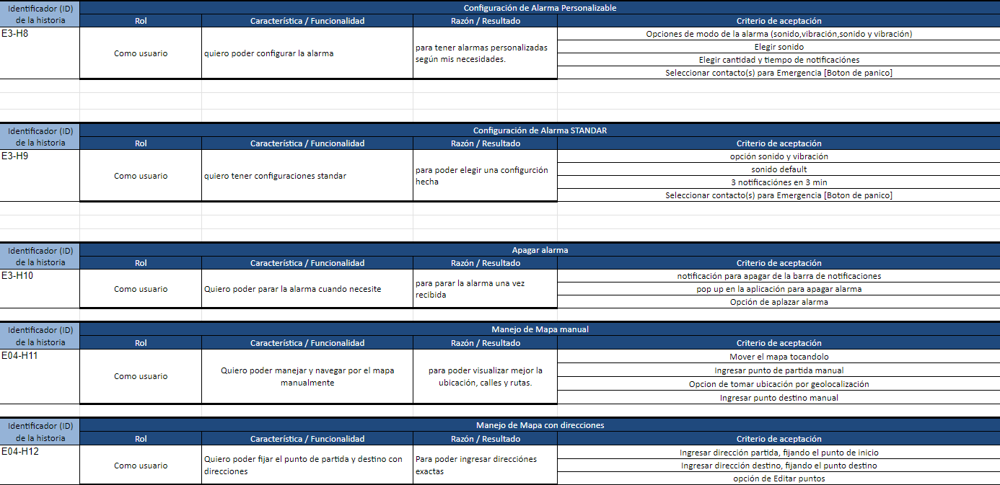 Identificador (ID)
de la historia
Configuración de Alarma Personalizable
Rol
Característica / Funcionalidad
Razón / Resultado
Criterio de aceptación
E3-H8
Como usuario
quiero poder configurar la alarma
para tener alarmas personalizadas
según mis necesidades.
Opciones de modo de la alarma (sonido,vibración,sonido y vibración)
Elegir sonido
Elegir cantidad y tiempo de notificaciónes
Seleccionar contacto(s) para Emergencia [Boton de panico]
Identificador (ID)
de la historia
Configuración de Alarma STANDAR
Rol
Característica / Funcionalidad
Razón / Resultado
Criterio de aceptación
E3-H9
Como usuario
quiero tener configuraciones standar
para poder elegir una configurción
hecha
opción sonido y vibración
sonido default
3 notificaciónes en 3 min
Seleccionar contacto(s) para Emergencia [Boton de panico]
Identificador (ID)
de la historia
Apagar alarma
Rol
Característica / Funcionalidad
Razón / Resultado
Criterio de aceptación
E3-H10
Como usuario
Quiero poder parar la alarma cuando necesite
para parar la alarma una vez
recibida
notificación para apagar de la barra de notificaciones
pop up en la aplicación para apagar alarma
Opción de aplazar alarma
Identificador (ID)
de la historia
Manejo de Mapa manual
Rol
Característica / Funcionalidad
Razón / Resultado
Criterio de aceptación
E04-H11
Como usuario
Quiero poder manejar y navegar por el mapa
manualmente
para poder visualizar mejor la
ubicación, calles y rutas.
Mover el mapa tocandolo
Ingresar punto de partida manual
Opcion de tomar ubicación por geolocalización
Ingresar punto destino manual
Identificador (ID)
de la historia
Manejo de Mapa con direcciones
Rol
Característica / Funcionalidad
Razón / Resultado
Criterio de aceptación
E04-H12
Como usuario
Quiero poder fijar el punto de partida y destino con
direcciones
Para poder ingresar direcciónes
exactas
Ingresar dirección partida, fijando el punto de inicio
Ingresar dirección destino, fijando el punto destino
opción de Editar puntos